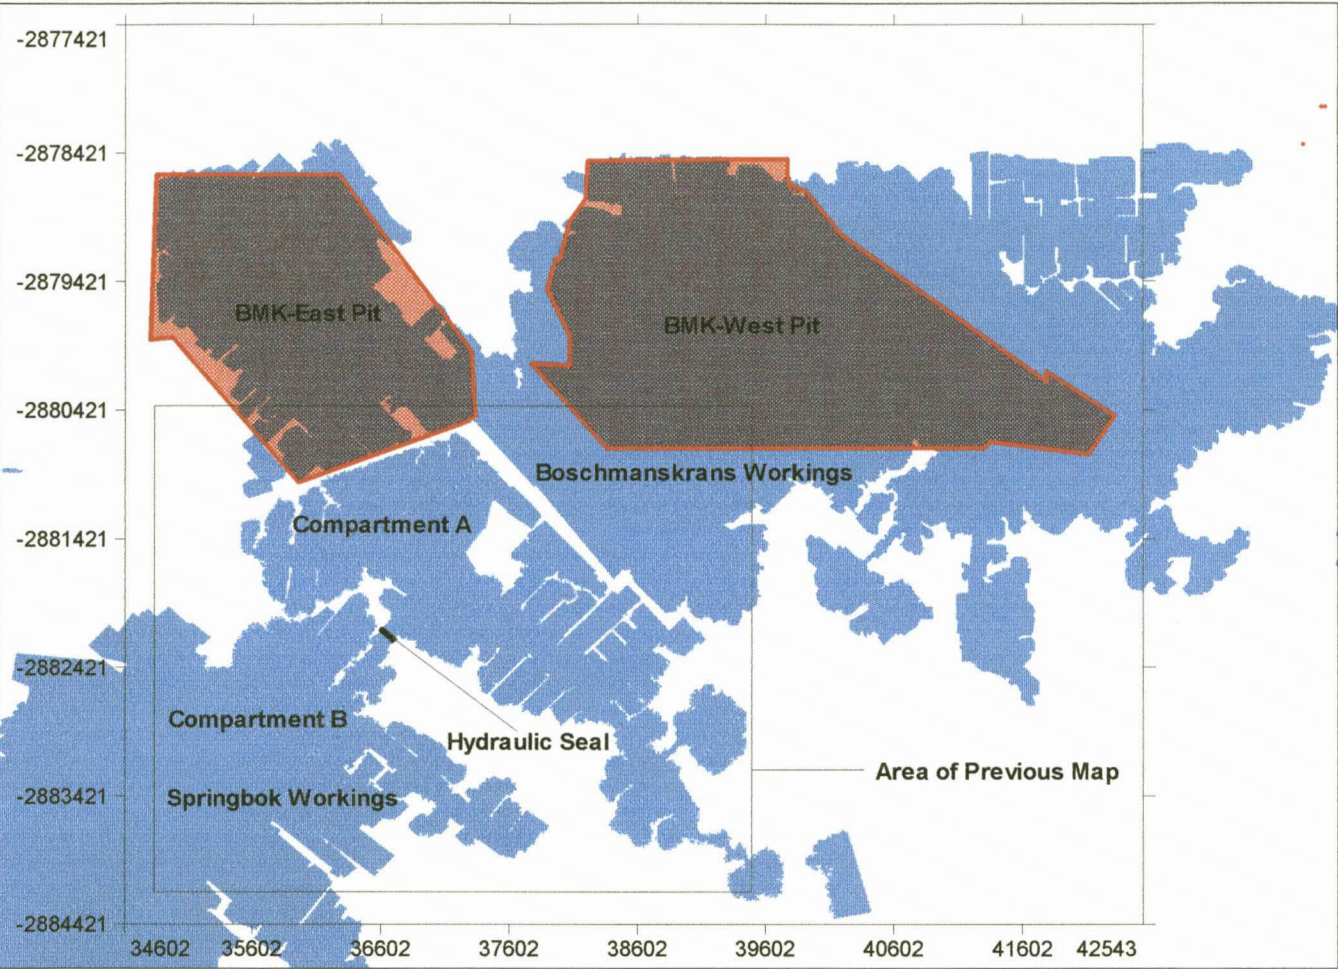 -2877421
-2878421
-2879421
BMK-East Pit
BMK-West Pit
-2880421
Boschmanskrans Workings
-2881421
Compartment A
-2882421
Compartment B
Hydraulic Seal
Area of Previous Map
-2883421
Springbok Workings
-2884421
34602 35602 36602 37602 38602 39602 40602 41602 42543